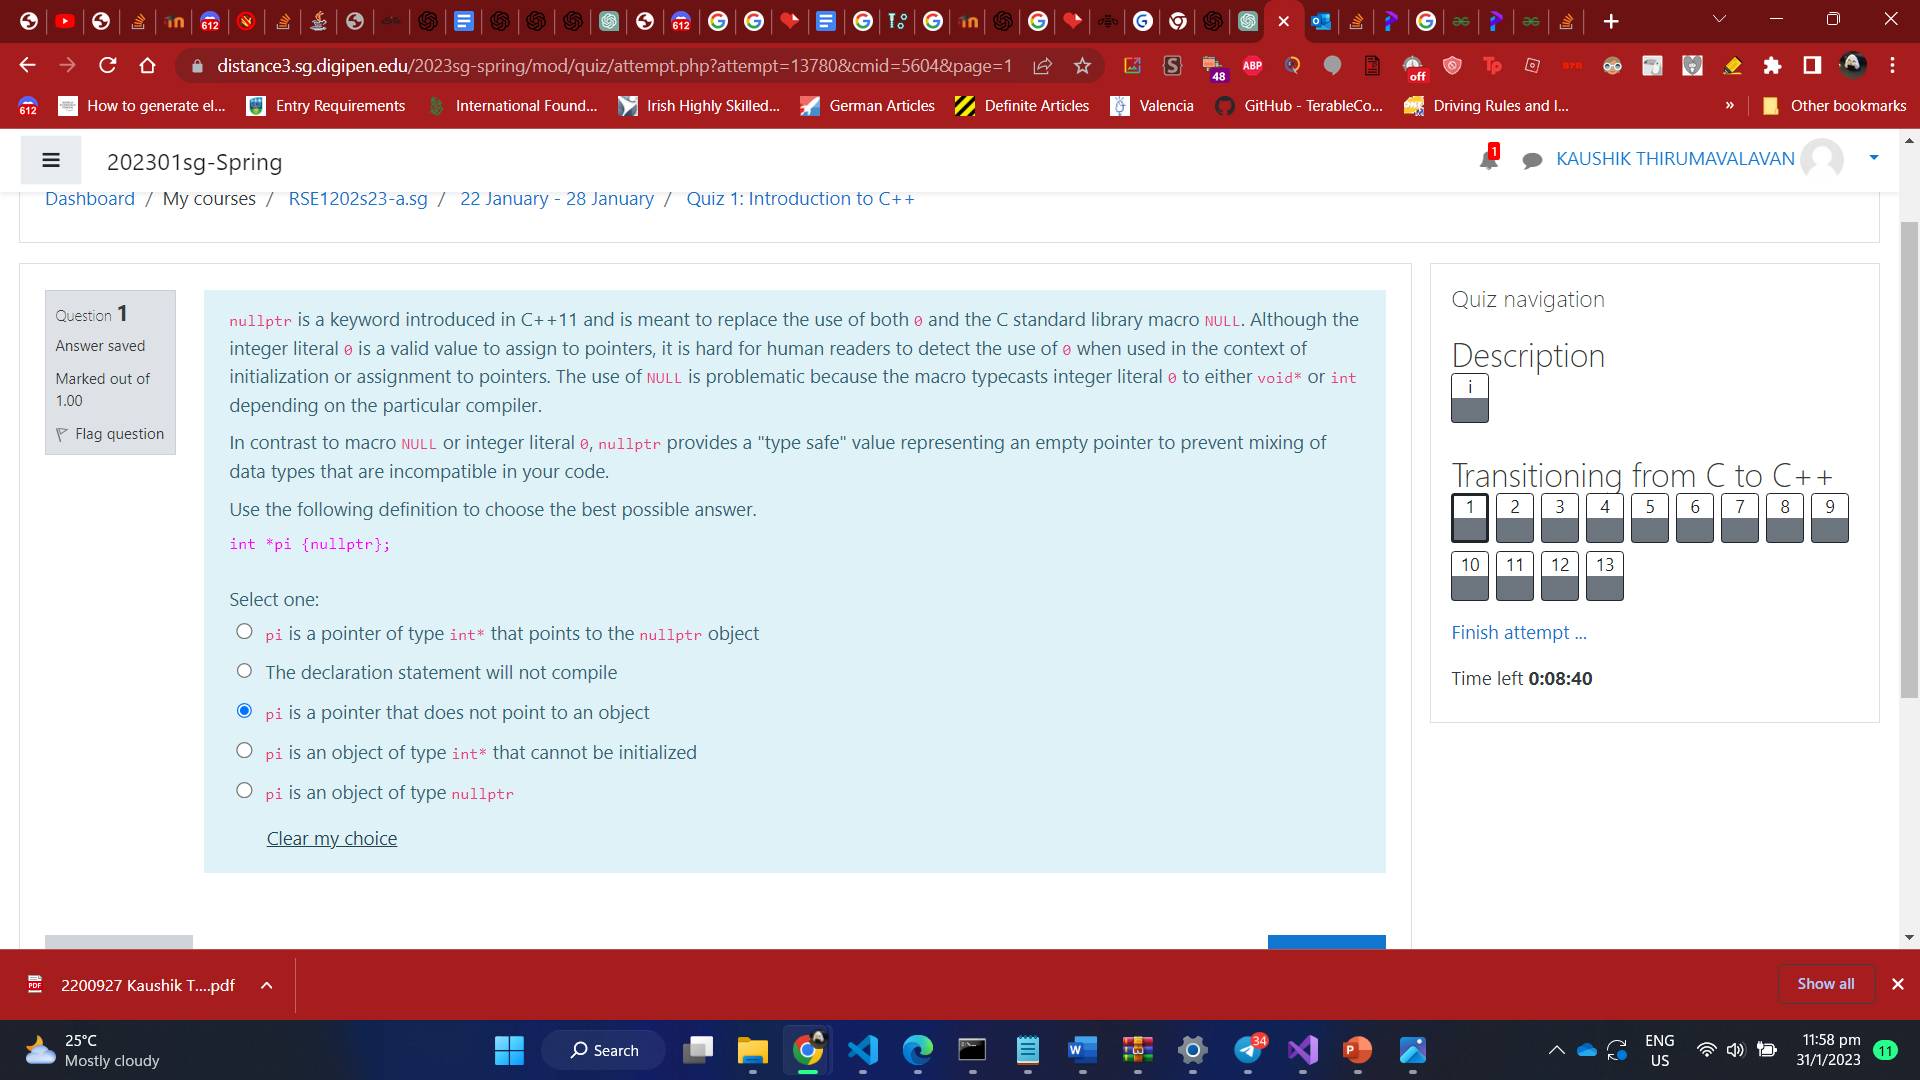 612
612
distance3.sg.digipen.edu/2023sg-spring/mod/quiz/attempt.php?attempt=13780&cmid=5604&page=1
48
ABP
off
Tp
612
How to generate el...
Entry Requirements
International Found...
Irish Highly Skilled...
German Articles
Definite Articles
Valencia
GitHub - TerableCo...
Driving Rules and I...
»
Other bookmarks
202301sg-Spring
1
KAUSHIK THIRUMAVALAVAN
Dashboard / My courses / RSE1202s23-a.sg / 22 January - 28 January / Quiz 1: Introduction to C++
Question 1
Answer saved
Marked out of
1.00
Flag question
nullptr is a keyword introduced in C++11 and is meant to replace the use of both 0 and the C standard library macro NULL. Although the
integer literal 0 is a valid value to assign to pointers, it is hard for human readers to detect the use of 0 when used in the context of
initialization or assignment to pointers. The use of NULL is problematic because the macro typecasts integer literal 0 to either void* or int
depending on the particular compiler.
In contrast to macro NULL or integer literal 0, nullptr provides a "type safe" value representing an empty pointer to prevent mixing of
data types that are incompatible in your code.
Use the following definition to choose the best possible answer.
int *pi {nullptr};
Select one:
pi is a pointer of type int* that points to the nullptr object
The declaration statement will not compile
pi is a pointer that does not point to an object
pi is an object of type int* that cannot be initialized
pi is an object of type nullptr
Clear my choice
Quiz navigation
Description
i
Transitioning from C to C++
1 2 3 4 5 6 7 8 9
10 11 12 13
Finish attempt ...
Time left 0:08:40
2200927 Kaushik T....pdf
Show all
25°C
Mostly cloudy
Search
34
ENG
US
11:58 pm
31/1/2023
11